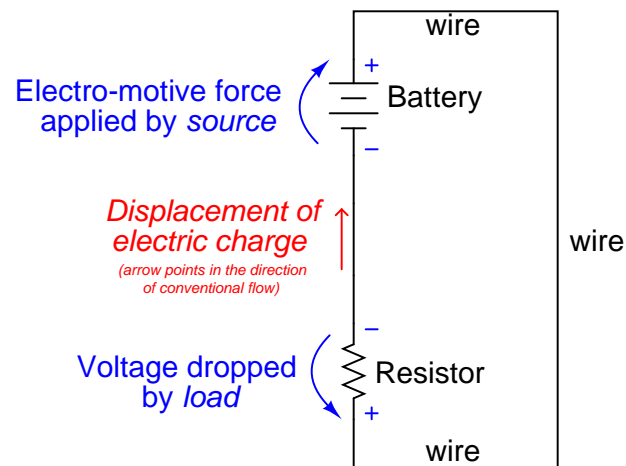 wire
+
Electro-motive force
applied by source
Battery
−
Displacement of
electric charge
(arrow points in the direction
of conventional flow)
wire
−
Voltage dropped
by load
Resistor
+
wire